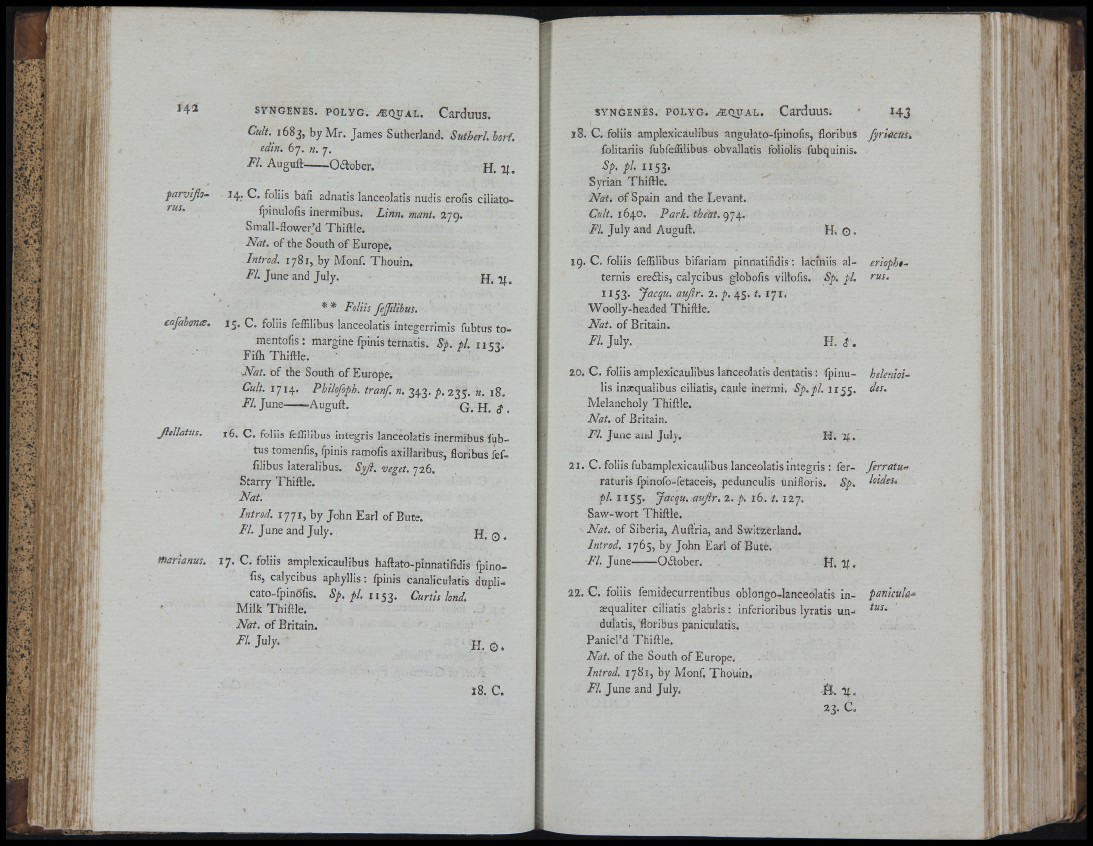 142 SYNGENES. POLYG. ÆQUAL. Carduus.
Cult. 1683, by Mr. James Sutherland. Sutherl. hort.
edin. 67. n. 7.
Fl. Auguſt——October. H. ♃.
parviflo- 14. C. foliis baſi adnatis lanceolatis nudis eroſis ciliato-
rus. ſpinuloſis inermibus. Linn. mant. 279.
Small-flower'd Thiſtle.
Nat. of the South of Europe.
Introd. 1781, by Monſ. Thouin.
Fl. June and July. H. ♃.
** Foliis ſeſſilibus.
caſabonæ. 15. C. foliis ſeſſilibus lanceolatis integerrimis ſubtus to-
mentoſis: margine ſpinis ternatis. Sp. pl. 1153.
Fiſh Thiſtle.
Nat. of the South of Europe.
Cult. 1714. Philoſoph. tranſ. n. 343. p. 235. n. 18.
Fl. June——Auguſt. G. H. ♂.
ſtellatus. 16. C. foliis ſeſſilibus integris lanceolatis inermibus ſub-
tus tomenſis, ſpinis ramoſis axillaribus, floribus ſeſ-
ſilibus lateralibus. Syſt. veget. 726.
Starry Thiſtle.
Nat.
Introd. 1771, by John Earl of Bute.
Fl. June and July. H. ☉.
marianus. 17. C. foliis amplexicaulibus haſtato-pinnatifidis ſpino-
ſis, calycibus aphyllis: ſpinis canaliculatis dupli-
cato-ſpinoſis. Sp. pl. 1153. Curtis lond.
Milk Thiſtle.
Nat. of Britain.
Fl. July. H. ☉.
18. C.
SYNGENES. POLYG. ÆQUAL. Carduus. 143
18. C. foliis amplexicaulibus angulato-ſpinoſis, floribus ſyriacus.
ſolitariis ſubſeſſilibus obvallatis foliolis ſubquinis.
Sp. pl. 1153.
Syrian Thiſtle.
Nat. of Spain and the Levant.
Cult. 1640. Park. theat. 974.
Fl. July and Auguſt. H. ☉.
19. C. foliis ſeſſilibus bifariam pinnatifidis: laciniis al- eriopho-
ternis erectis, calycibus globoſis villoſis. Sp. pl. rus.
1153. Jacqu. auſtr. 2. p. 45. t. 171.
Woolly-headed Thiſtle.
Nat. of Britain.
Fl. July. H. ♂.
20. C. foliis amplexicaulibus lanceolatis dentatis: ſpinu- helenioi-
lis inæqualibus ciliatis, caule inermi. Sp. pl. 1155. des.
Melancholy Thiſtle.
Nat. of Britain.
Fl. June and July. H. ♃.
21. C. foliis ſubamplexicaulibus lanceolatis integris: ſer- ſerratu-
raturis ſpinoſo-ſetaceis, pedunculis unifloris. Sp. loides.
pl. 1155. Jacqu. auſtr. 2. p. 16. t. 127.
Saw-wort Thiſtle.
Nat. of Siberia, Auſtria, and Switzerland.
Introd. 1765, by John Earl of Bute.
Fl. June——October. H. ♃.
22. C. foliis ſemidecurrentibus oblongo-lanceolatis in- panicula-
æqualiter ciliatis glabris: inferioribus lyratis un- tus.
dulatis, floribus paniculatis.
Panicl'd Thiſtle.
Nat. of the South of Europe.
Introd. 1781, by Monſ. Thouin.
Fl. June and July. H. ♃.
23. C.